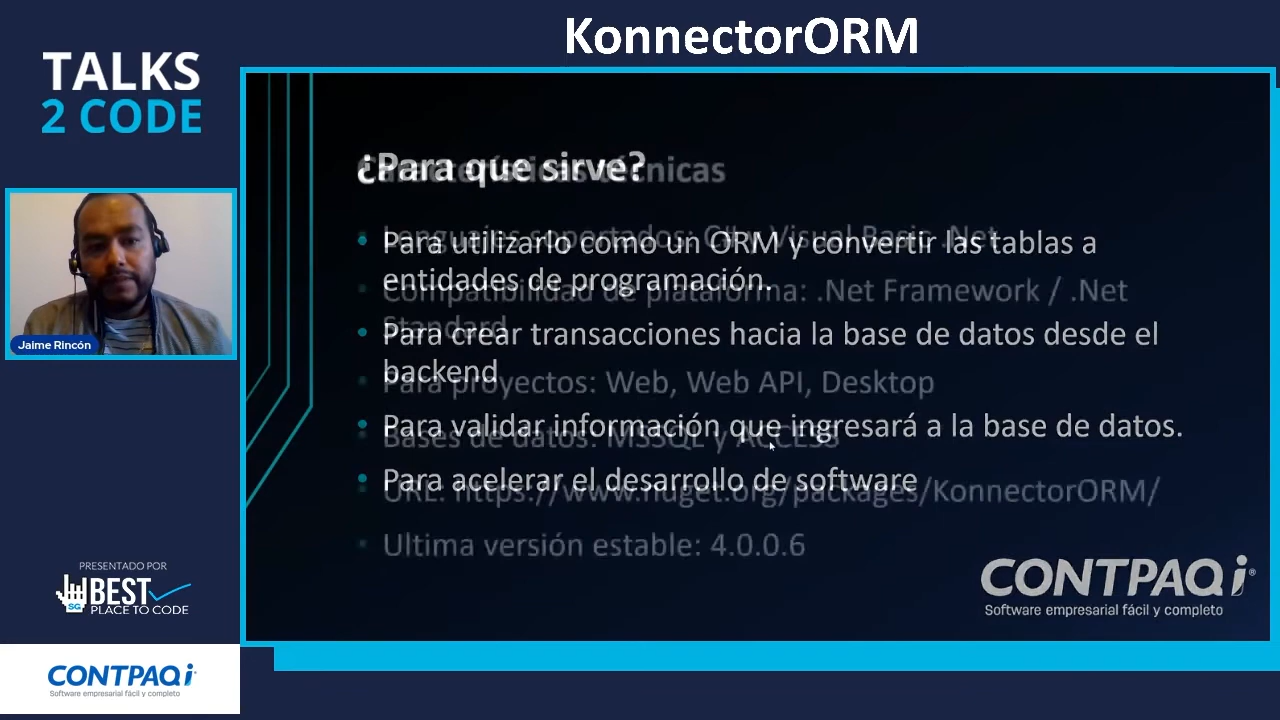 KonnectorORM
TALKS
2 CODE
¿Para que sirve?
Características técnicas
• Para utilizarlo como un ORM y convertir las tablas a
entidades de programación.
• Para crear transacciones hacia la base de datos desde el
backend
• Para validar información que ingresará a la base de datos.
• Para acelerar el desarrollo de software
• Lenguajes soportados: C# y Visual Basic .Net
• Compatibilidad de plataforma: .Net Framework / .Net
Standard
• Para proyectos: Web, Web API, Desktop
• Bases de datos: MSSQL y ACCESS
• URL: https://www.nuget.org/packages/KonnectorORM/
• Ultima versión estable: 4.0.0.6
Jaime Rincón
CONTPAQi®
Software empresarial fácil y completo
PRESENTADO POR
SG
BEST
PLACE TO CODE
CONTPAQi
Software empresarial fácil y completo